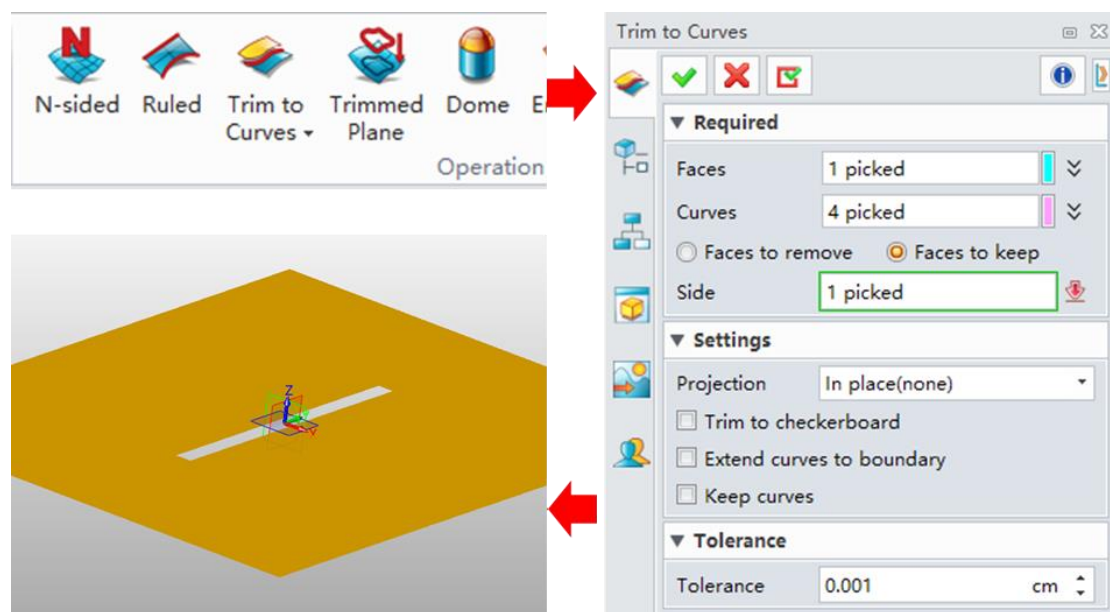 N-sided Ruled Trim to Trimmed Dome
Curves Plane
Operation
Trim to Curves
Required
Faces 1 picked
Curves 4 picked
Faces to remove Faces to keep
Side 1 picked
Settings
Projection In place(none)
Trim to checkerboard
Extend curves to boundary
Keep curves
Tolerance
Tolerance 0.001 cm
Z